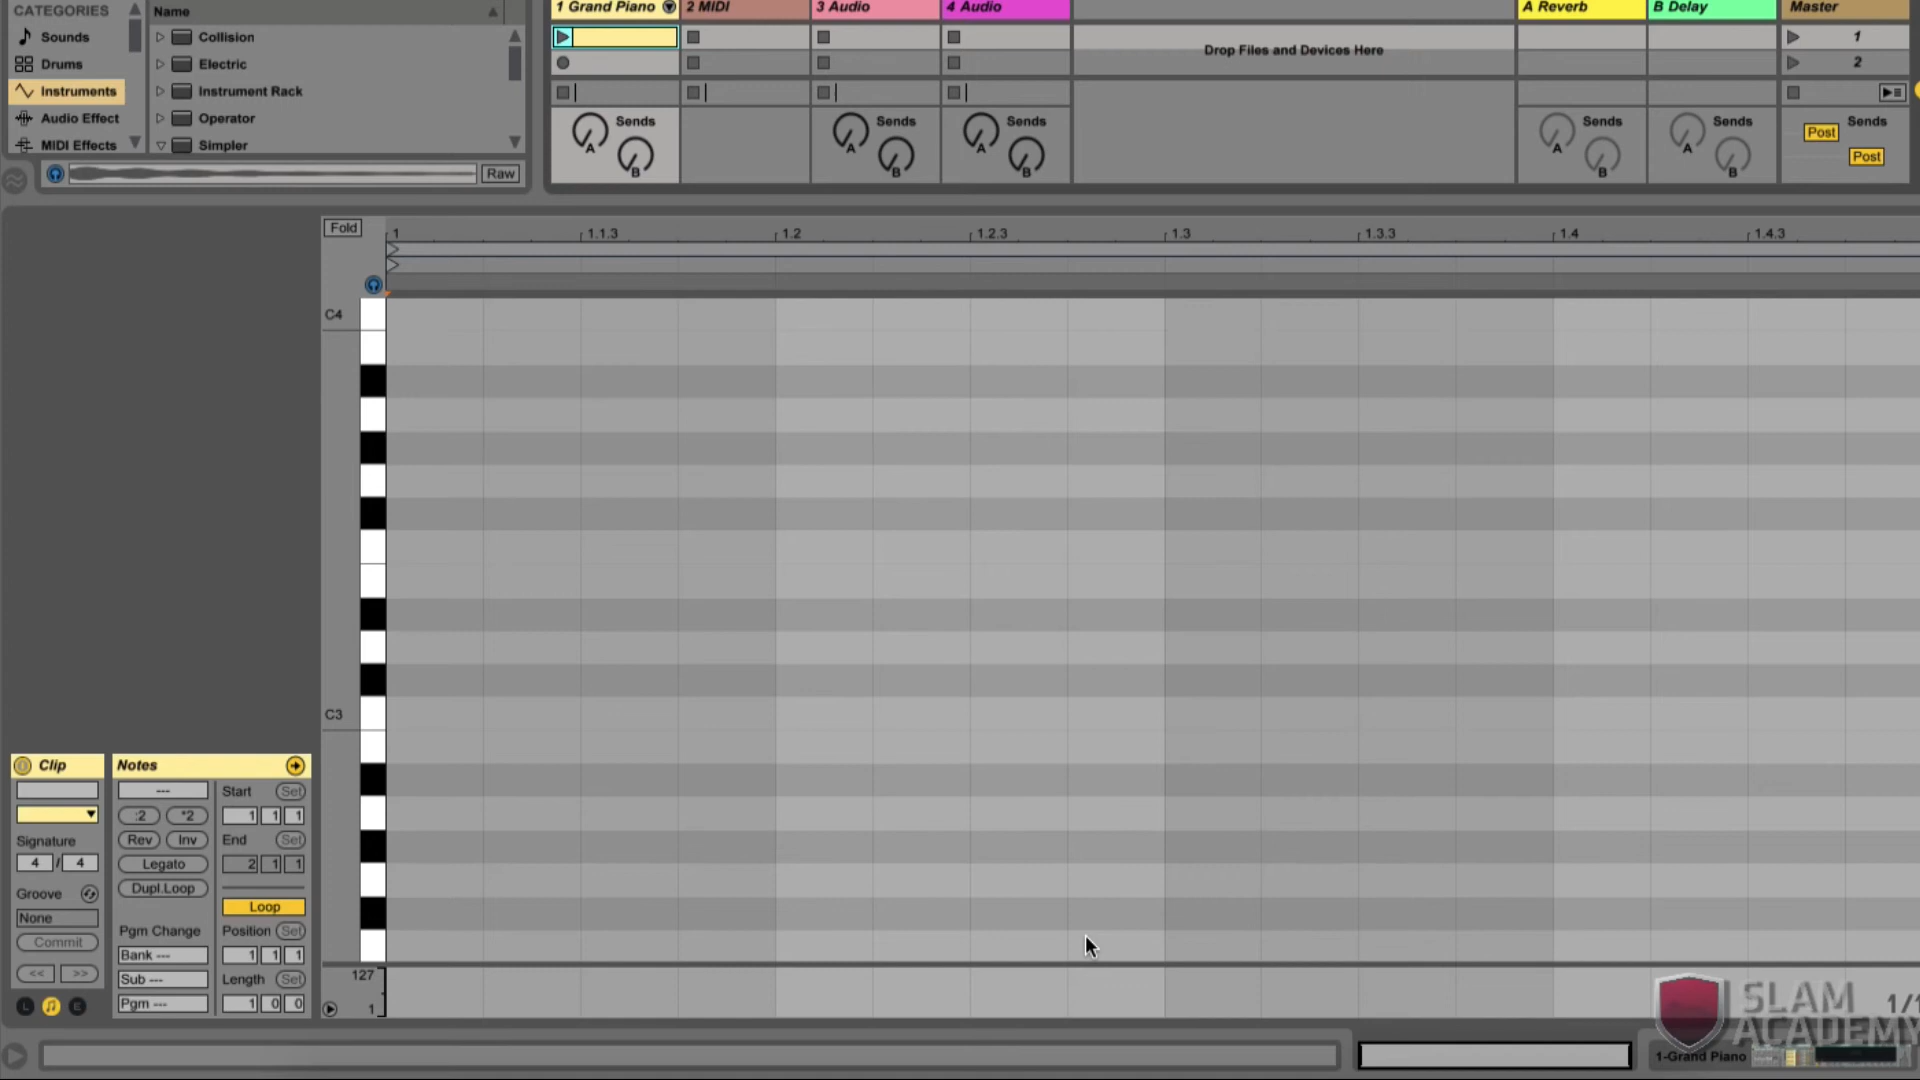 CATEGORIES
Sounds
Drums
Instruments
Audio Effect
MIDI Effects
Name
Collision
Electric
Instrument Rack
Operator
Simpler
Raw
1 Grand Piano
2 MIDI
3 Audio
4 Audio
Drop Files and Devices Here
A Reverb
B Delay
Master
1
2
Sends
A
B
Sends
A
B
Sends
A
B
Sends
A
B
Sends
A
B
Sends
Post
Post
Fold
1
1.1.3
1.2
1.2.3
1.3
1.3.3
1.4
1.4.3
C4
C3
127
1
Clip
Signature
4 / 4
Groove
None
Commit
<< >>
L
E
Notes
---
:2 *2
Rev Inv
Legato
Dupl.Loop
Pgm Change
Bank ---
Sub ---
Pgm ---
Start Set
1 1 1
End Set
2 1 1
Loop
Position Set
1 1 1
Length Set
1 0 0
SLAM
ACADEMY
1-Grand Piano